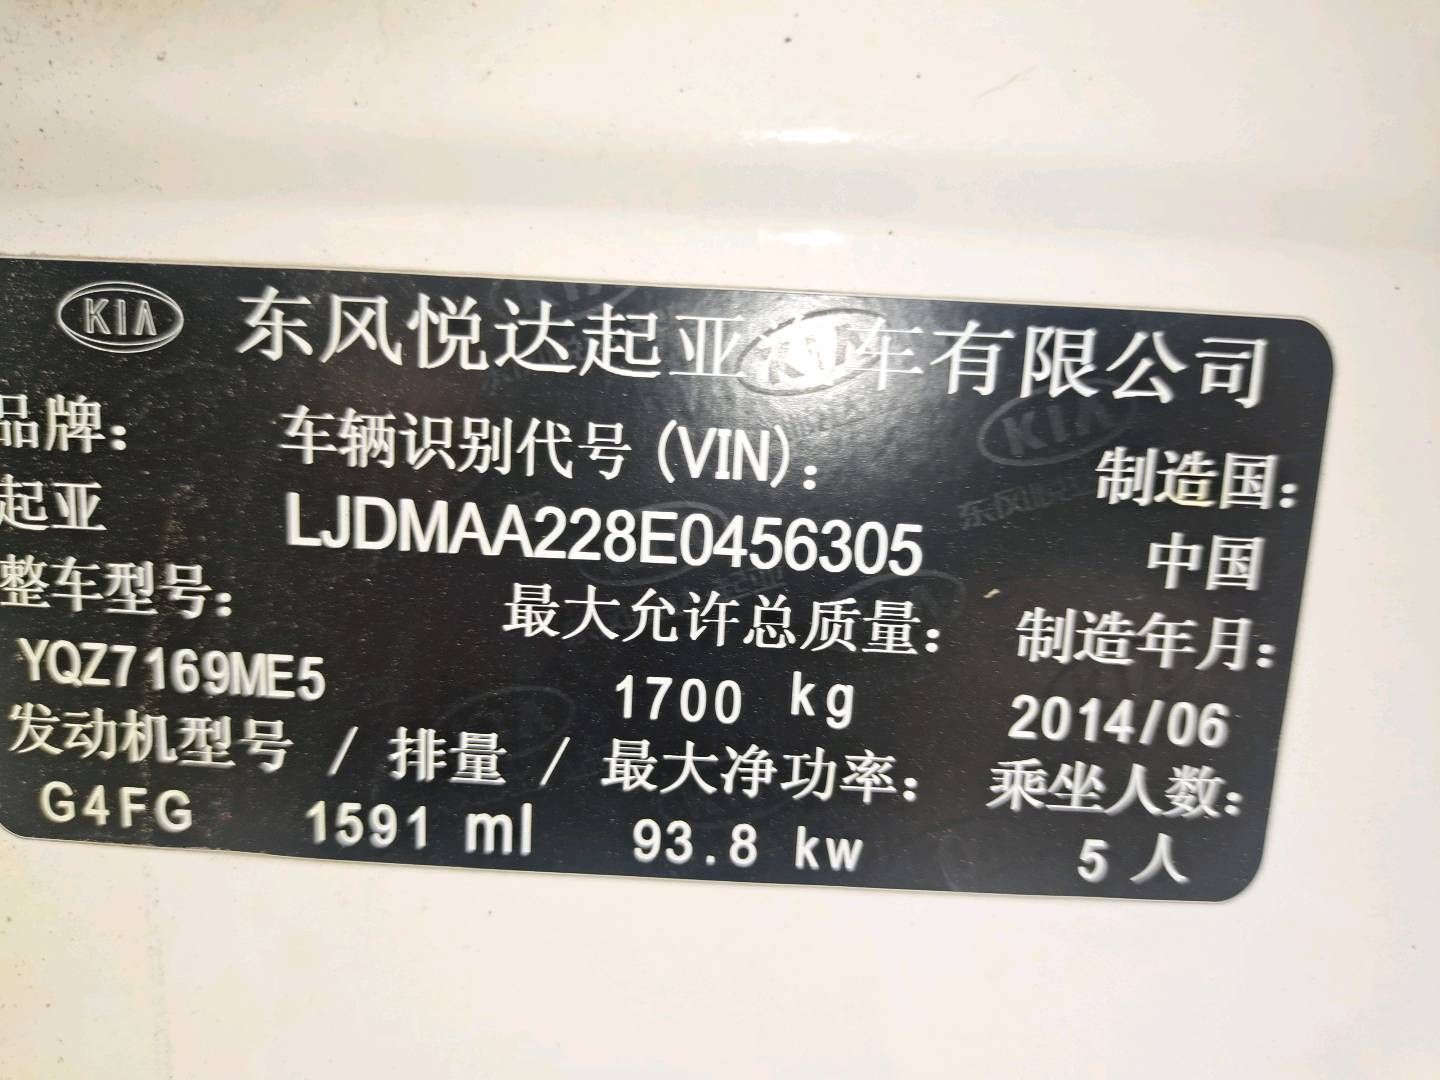 KIA 东风悦达起亚汽车有限公司
品牌: 车辆识别代号 (VIN): 制造国:
起亚 LJDMAA228E0456305 中国
整车型号: 最大允许总质量: 制造年月:
YQZ7169ME5 1700 kg 2014/06
发动机型号 / 排量 / 最大净功率: 乘坐人数:
G4FG 1591 ml 93.8 kw 5 人